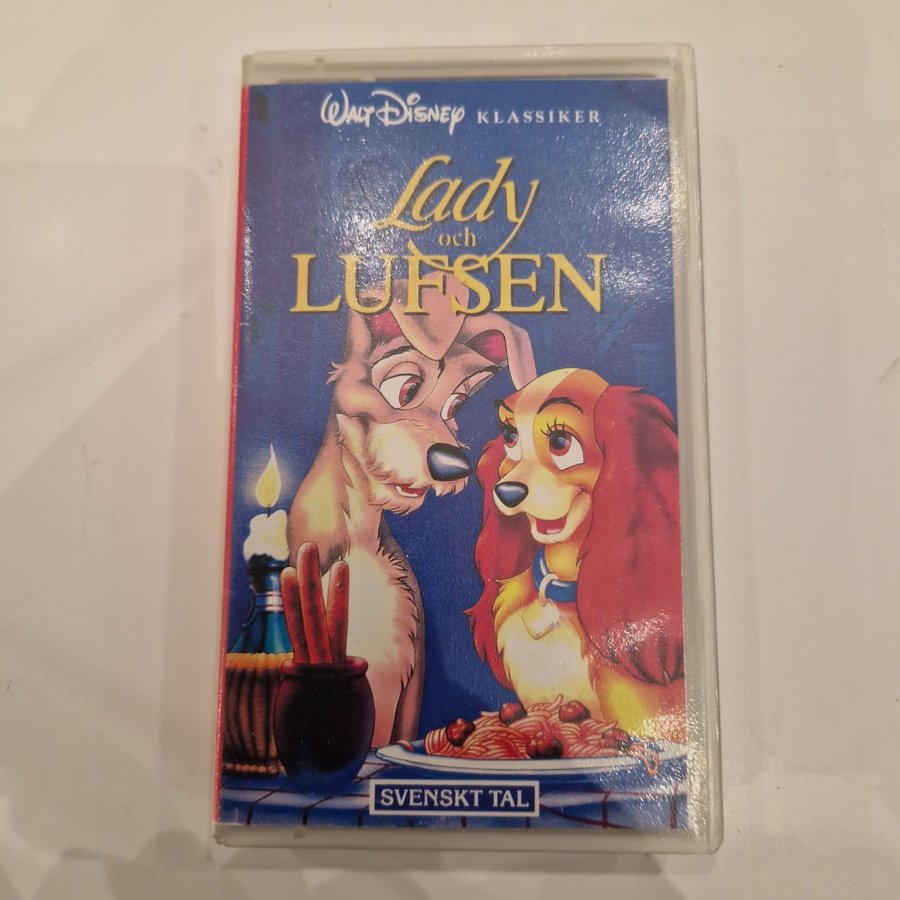 WALT DISNEY KLASSIKER
Lady
och
LUFSEN
SVENSKT TAL